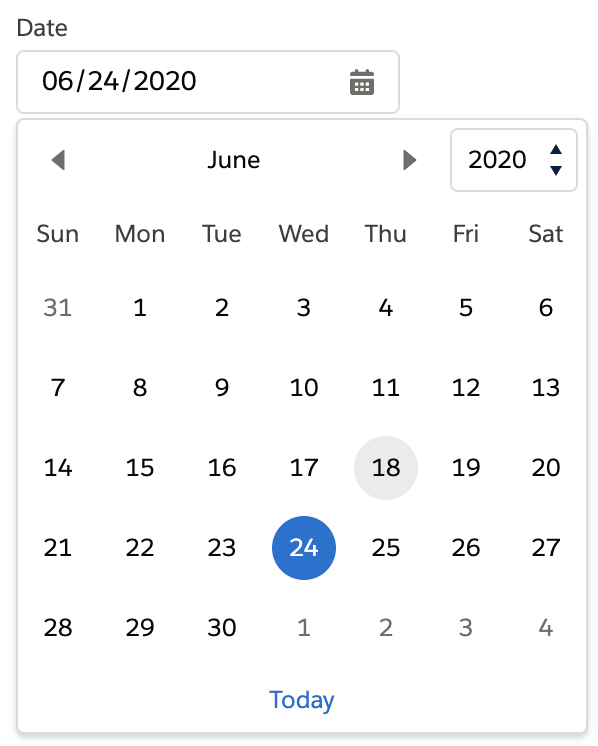 Date
06/24/2020
June 2020
Sun Mon Tue Wed Thu Fri Sat
31 1 2 3 4 5 6
7 8 9 10 11 12 13
14 15 16 17 18 19 20
21 22 23 24 25 26 27
28 29 30 1 2 3 4
Today